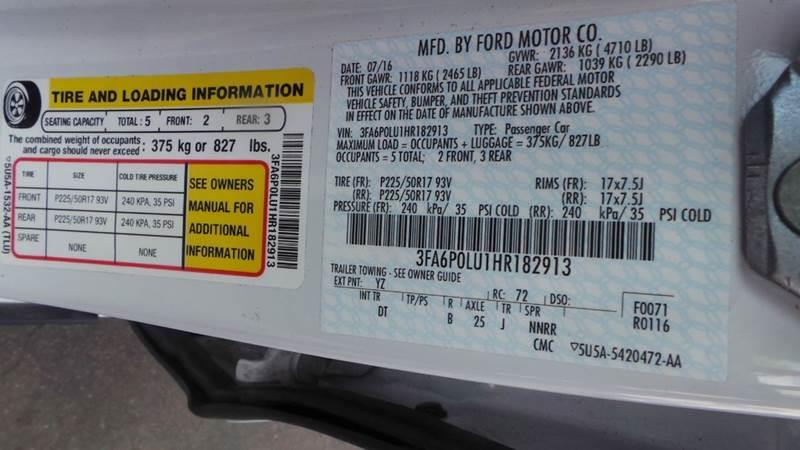 TIRE AND LOADING INFORMATION
SEATING CAPACITY TOTAL: 5 FRONT: 2 REAR: 3
The combined weight of occupants and cargo should never exceed: 375 kg or 827 lbs.
TIRE SIZE COLD TIRE PRESSURE
FRONT P225/50R17 93V 240 KPA, 35 PSI
REAR P225/50R17 93V 240 KPA, 35 PSI
SPARE NONE NONE
SEE OWNERS
MANUAL FOR
ADDITIONAL
INFORMATION
3FA6P0LU1HR182913
5U5A-1532-AA (TLU)
MFD. BY FORD MOTOR CO.
DATE: 07/16 GVWR: 2136 KG ( 4710 LB)
FRONT GAWR: 1118 KG ( 2465 LB) REAR GAWR: 1039 KG ( 2290 LB)
THIS VEHICLE CONFORMS TO ALL APPLICABLE FEDERAL MOTOR
VEHICLE SAFETY, BUMPER, AND THEFT PREVENTION STANDARDS
IN EFFECT ON THE DATE OF MANUFACTURE SHOWN ABOVE.
VIN: 3FA6P0LU1HR182913 TYPE: Passenger Car
MAXIMUM LOAD = OCCUPANTS + LUGGAGE = 375KG/ 827LB
OCCUPANTS = 5 TOTAL; 2 FRONT, 3 REAR
TIRE (FR): P225/50R17 93V RIMS (FR): 17x7.5J
(RR): P225/50R17 93V (RR): 17x7.5J
PRESSURE (FR): 240 kPa/ 35 PSI COLD (RR): 240 kPa/ 35 PSI COLD
3FA6P0LU1HR182913
TRAILER TOWING - SEE OWNER GUIDE
EXT PNT: YZ RC: 72 DSO:
INT TR TP/PS R AXLE TR SPR
DT B 25 J NNRR
F0071
R0116
CMC 5U5A-5420472-AA